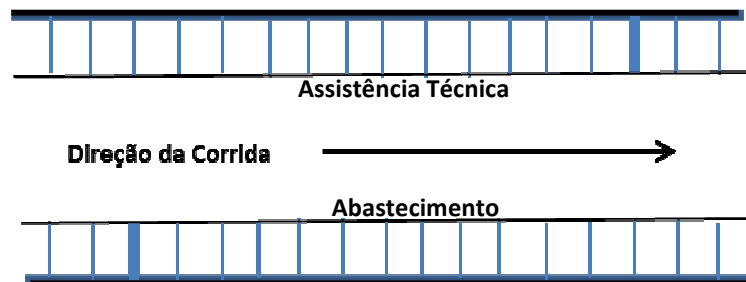 Assistência Técnica
Direção da Corrida
Abastecimento